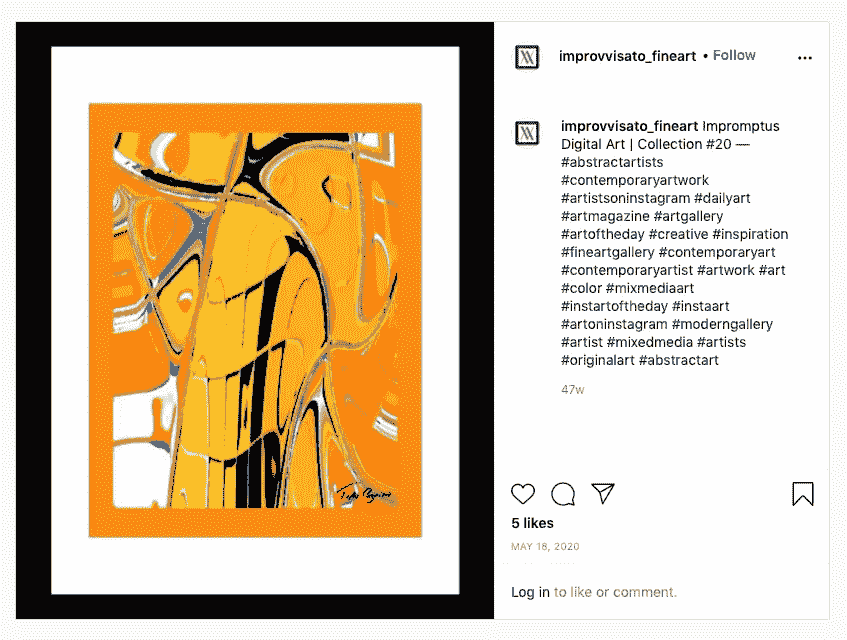 improvvisato_fineart • Follow
improvvisato_fineart Impromptus
Digital Art | Collection #20 —
#abstractartists
#contemporaryartwork
#artistsoninstagram #dailyart
#artmagazine #artgallery
#artoftheday #creative #inspiration
#fineartgallery #contemporaryart
#contemporaryartist #artwork #art
#color #mixmediaart
#instartoftheday #instaart
#artoninstagram #moderngallery
#artist #mixedmedia #artists
#originalart #abstractart
47w
5 likes
MAY 18, 2020
Log in to like or comment.